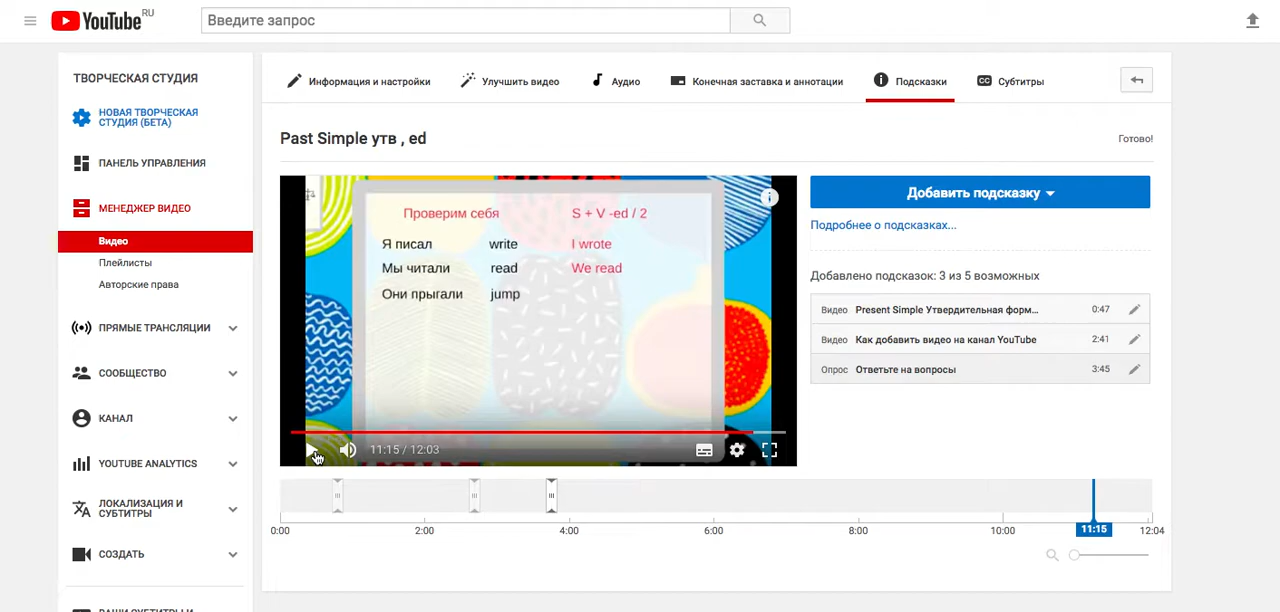 YouTube RU
Введите запрос
ТВОРЧЕСКАЯ СТУДИЯ
НОВАЯ ТВОРЧЕСКАЯ
СТУДИЯ (БЕТА)
ПАНЕЛЬ УПРАВЛЕНИЯ
МЕНЕДЖЕР ВИДЕО
Видео
Плейлисты
Авторские права
ПРЯМЫЕ ТРАНСЛЯЦИИ
СООБЩЕСТВО
КАНАЛ
YOUTUBE ANALYTICS
ЛОКАЛИЗАЦИЯ И
СУБТИТРЫ
СОЗДАТЬ
Информация и настройки
Улучшить видео
Аудио
Конечная заставка и аннотации
Подсказки
CC Субтитры
Past Simple утв , ed
Готово!
Проверим себя S + V -ed / 2
Я писал write I wrote
Мы читали read We read
Они прыгали jump
11:15 / 12:03
Добавить подсказку
Подробнее о подсказках...
Добавлено подсказок: 3 из 5 возможных
Видео Present Simple Утвердительная форм... 0:47
Видео Как добавить видео на канал YouTube 2:41
Опрос Ответьте на вопросы 3:45
0:00 2:00 4:00 6:00 8:00 10:00 11:15 12:04